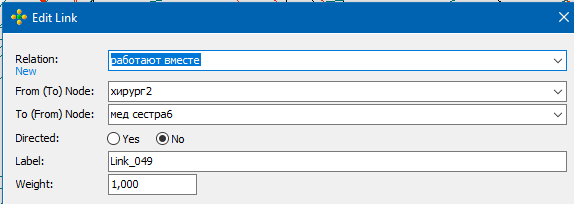 Edit Link
Relation: работают вместе
New
From (To) Node: хирург2
To (From) Node: мед сестра6
Directed: Yes No
Label: Link_049
Weight: 1,000